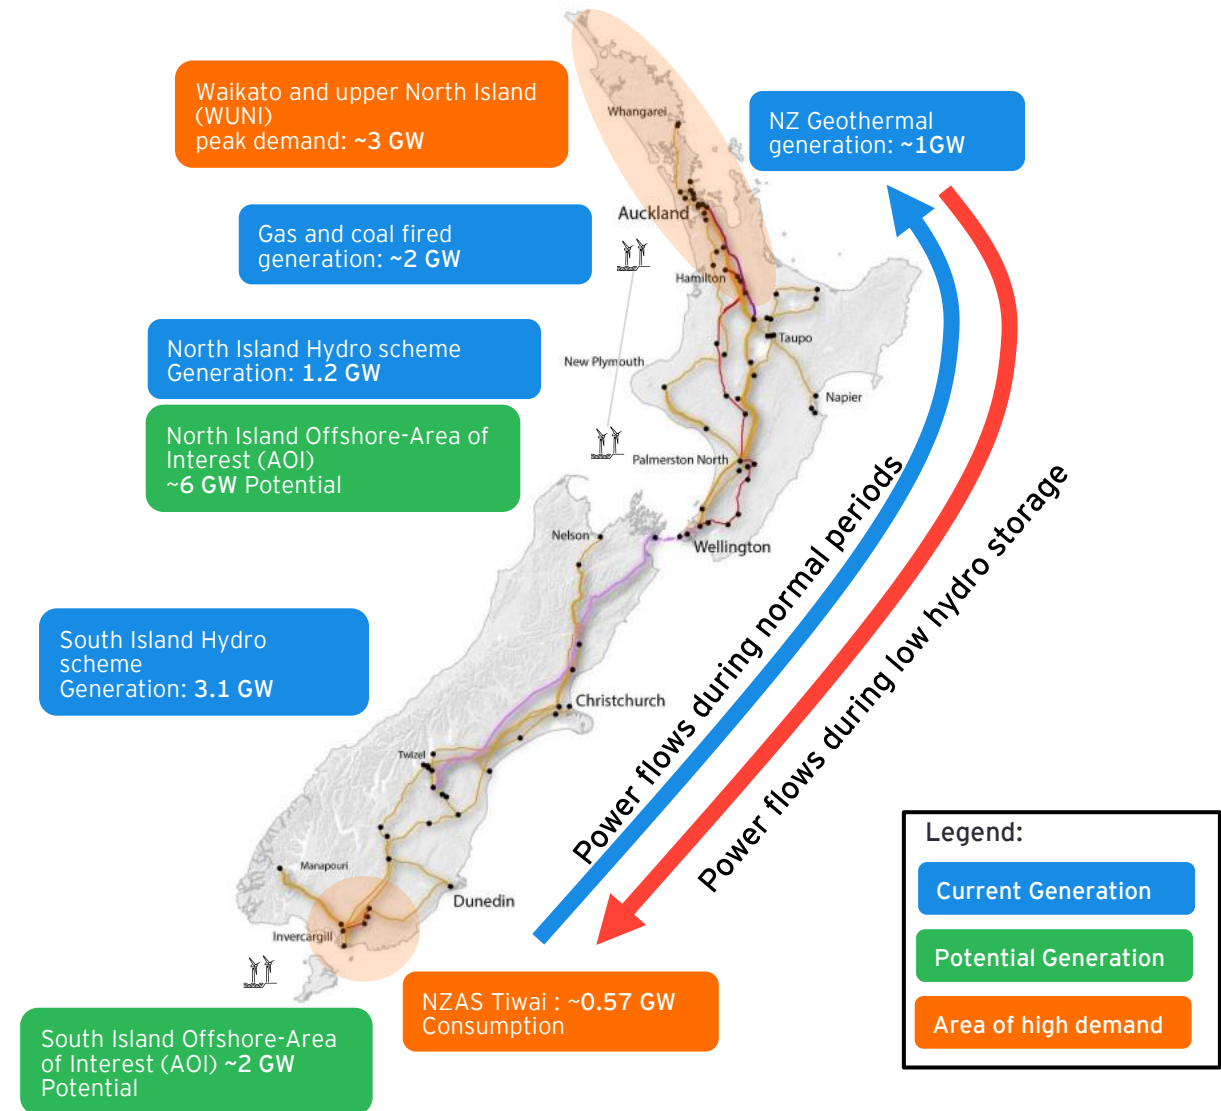 Waikato and upper North Island
(WUNI)
peak demand: ~3 GW
NZ Geothermal
generation: ~1GW
Whangarei
Auckland
Gas and coal fired
generation: ~2 GW
Hamilton
North Island Hydro scheme
Generation: 1.2 GW
Taupo
New Plymouth
Napier
North Island Offshore-Area of
Interest (AOI)
~6 GW Potential
Palmerston North
Nelson
Wellington
Power flows during normal periods
Power flows during low hydro storage
South Island Hydro
scheme
Generation: 3.1 GW
Christchurch
Twizel
Manapouri
Dunedin
Invercargill
NZAS Tiwai : ~0.57 GW
Consumption
South Island Offshore-Area
of Interest (AOI) ~2 GW
Potential
Legend:
Current Generation
Potential Generation
Area of high demand